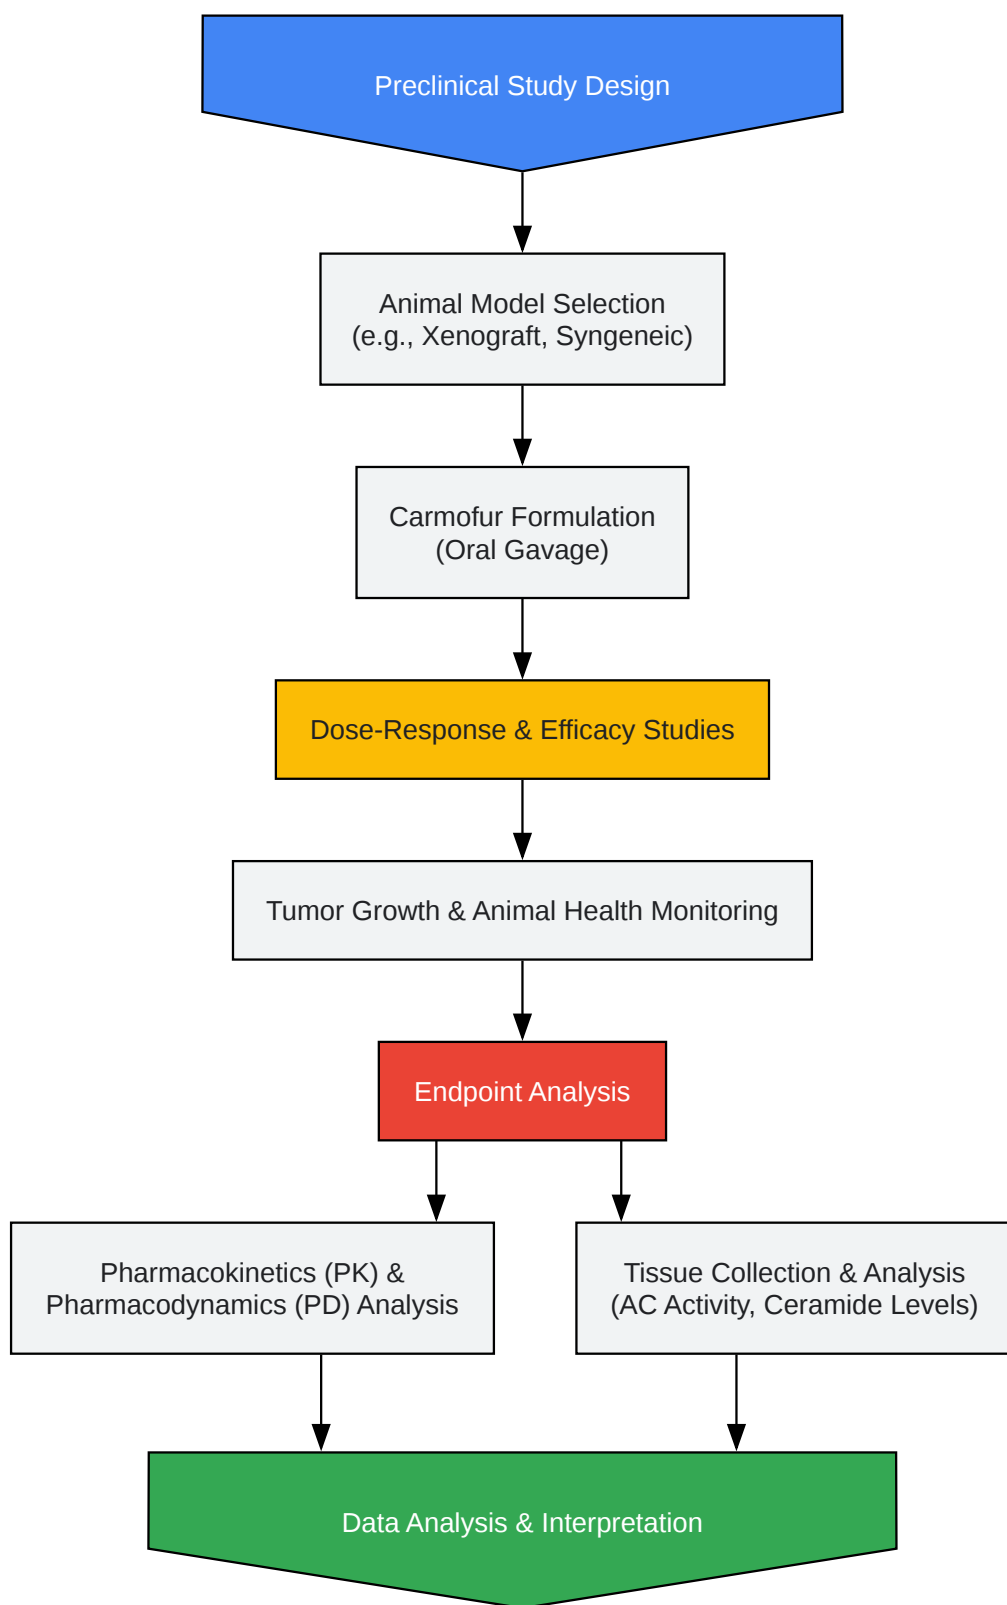 Preclinical Study Design
Animal Model Selection
(e.g., Xenograft, Syngeneic)
Carmofur Formulation
(Oral Gavage)
Dose-Response & Efficacy Studies
Tumor Growth & Animal Health Monitoring
Endpoint Analysis
Pharmacokinetics (PK) &
Pharmacodynamics (PD) Analysis
Tissue Collection & Analysis
(AC Activity, Ceramide Levels)
Data Analysis & Interpretation